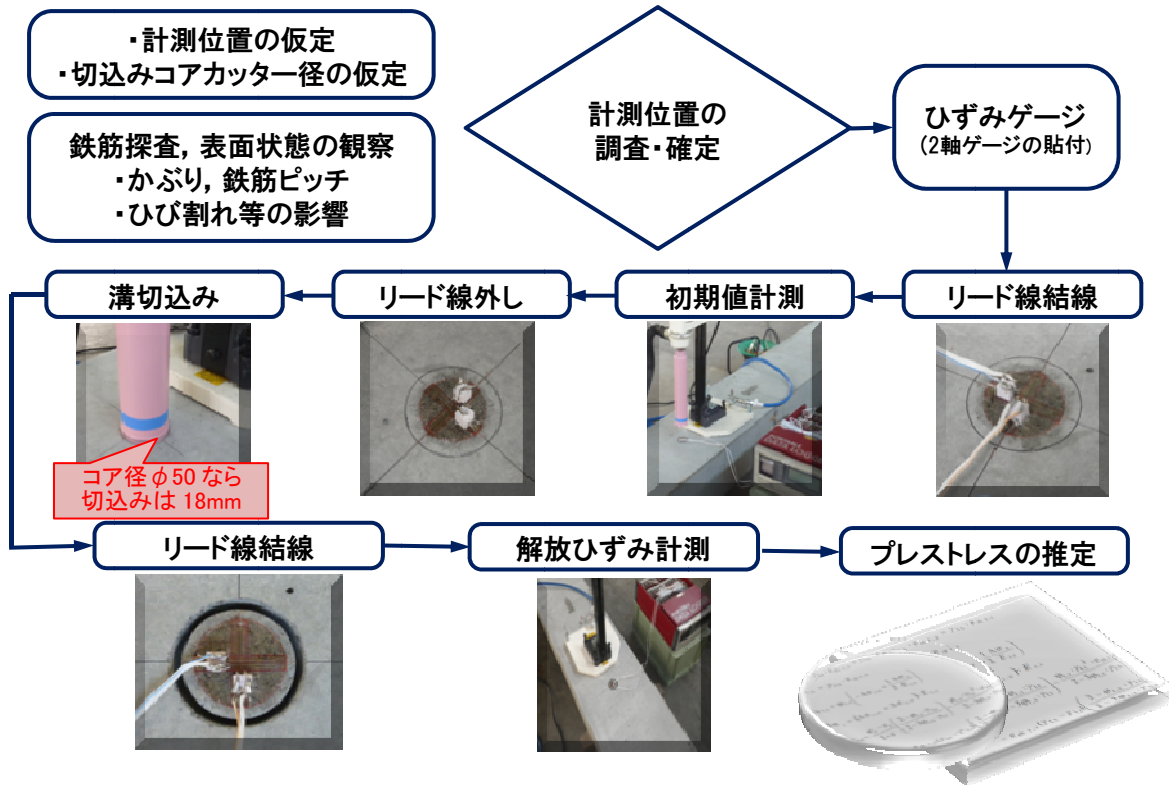 ・計測位置の仮定
・切込みコアカッター径の仮定
鉄筋探査，表面状態の観察
・かぶり，鉄筋ピッチ
・ひび割れ等の影響
計測位置の
調査・確定
ひずみゲージ
(2軸ゲージの貼付)
溝切込み
リード線外し
初期値計測
リード線結線
コア径φ50なら
切込みは18mm
リード線結線
解放ひずみ計測
プレストレスの推定